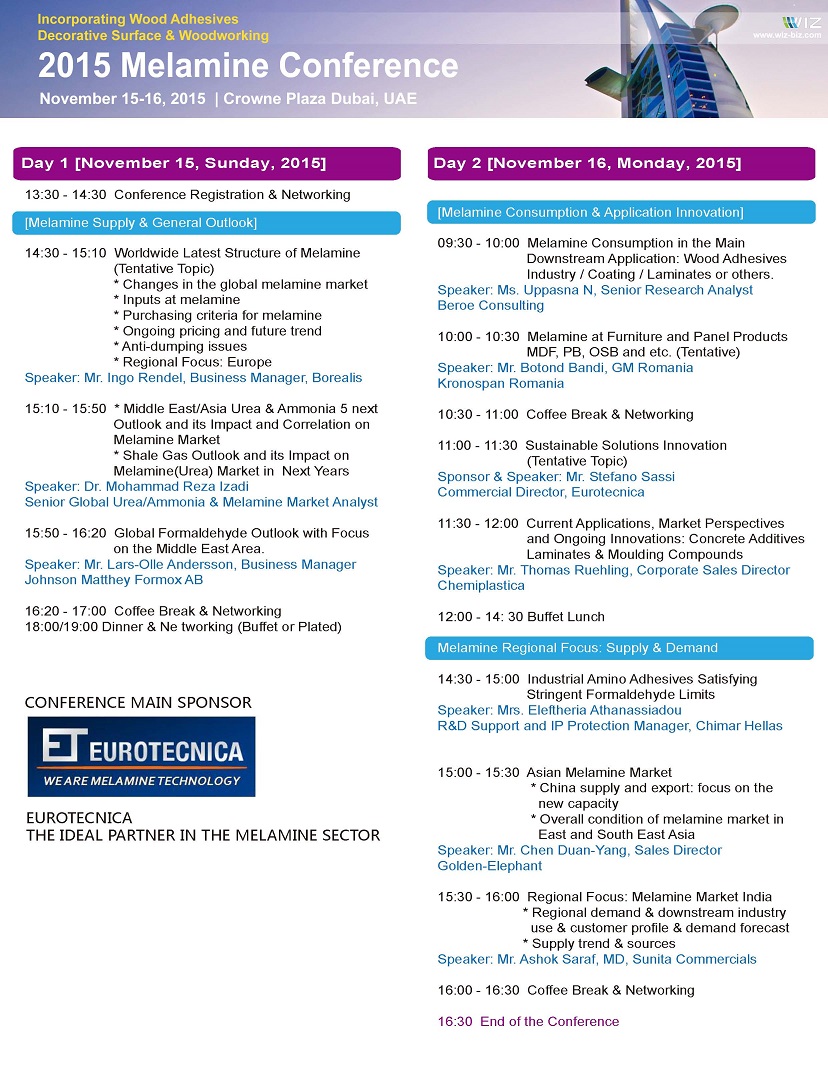 Incorporating Wood Adhesives
Decorative Surface & Woodworking
2015 Melamine Conference
November 15-16, 2015 | Crowne Plaza Dubai, UAE
WIZ
www.wiz-biz.com
Day 1 [November 15, Sunday, 2015]
13:30 - 14:30 Conference Registration & Networking
[Melamine Supply & General Outlook]
14:30 - 15:10 Worldwide Latest Structure of Melamine
(Tentative Topic)
* Changes in the global melamine market
* Inputs at melamine
* Purchasing criteria for melamine
* Ongoing pricing and future trend
* Anti-dumping issues
* Regional Focus: Europe
Speaker: Mr. Ingo Rendel, Business Manager, Borealis
15:10 - 15:50 * Middle East/Asia Urea & Ammonia 5 next
Outlook and its Impact and Correlation on
Melamine Market
* Shale Gas Outlook and its Impact on
Melamine(Urea) Market in Next Years
Speaker: Dr. Mohammad Reza Izadi
Senior Global Urea/Ammonia & Melamine Market Analyst
15:50 - 16:20 Global Formaldehyde Outlook with Focus
on the Middle East Area.
Speaker: Mr. Lars-Olle Andersson, Business Manager
Johnson Matthey Formox AB
16:20 - 17:00 Coffee Break & Networking
18:00/19:00 Dinner & Ne tworking (Buffet or Plated)
CONFERENCE MAIN SPONSOR
ET EUROTECNICA
WE ARE MELAMINE TECHNOLOGY
EUROTECNICA
THE IDEAL PARTNER IN THE MELAMINE SECTOR
Day 2 [November 16, Monday, 2015]
[Melamine Consumption & Application Innovation]
09:30 - 10:00 Melamine Consumption in the Main
Downstream Application: Wood Adhesives
Industry / Coating / Laminates or others.
Speaker: Ms. Uppasna N, Senior Research Analyst
Beroe Consulting
10:00 - 10:30 Melamine at Furniture and Panel Products
MDF, PB, OSB and etc. (Tentative)
Speaker: Mr. Botond Bandi, GM Romania
Kronospan Romania
10:30 - 11:00 Coffee Break & Networking
11:00 - 11:30 Sustainable Solutions Innovation
(Tentative Topic)
Sponsor & Speaker: Mr. Stefano Sassi
Commercial Director, Eurotecnica
11:30 - 12:00 Current Applications, Market Perspectives
and Ongoing Innovations: Concrete Additives
Laminates & Moulding Compounds
Speaker: Mr. Thomas Ruehling, Corporate Sales Director
Chemiplastica
12:00 - 14: 30 Buffet Lunch
Melamine Regional Focus: Supply & Demand
14:30 - 15:00 Industrial Amino Adhesives Satisfying
Stringent Formaldehyde Limits
Speaker: Mrs. Eleftheria Athanassiadou
R&D Support and IP Protection Manager, Chimar Hellas
15:00 - 15:30 Asian Melamine Market
* China supply and export: focus on the
new capacity
* Overall condition of melamine market in
East and South East Asia
Speaker: Mr. Chen Duan-Yang, Sales Director
Golden-Elephant
15:30 - 16:00 Regional Focus: Melamine Market India
* Regional demand & downstream industry
use & customer profile & demand forecast
* Supply trend & sources
Speaker: Mr. Ashok Saraf, MD, Sunita Commercials
16:00 - 16:30 Coffee Break & Networking
16:30 End of the Conference